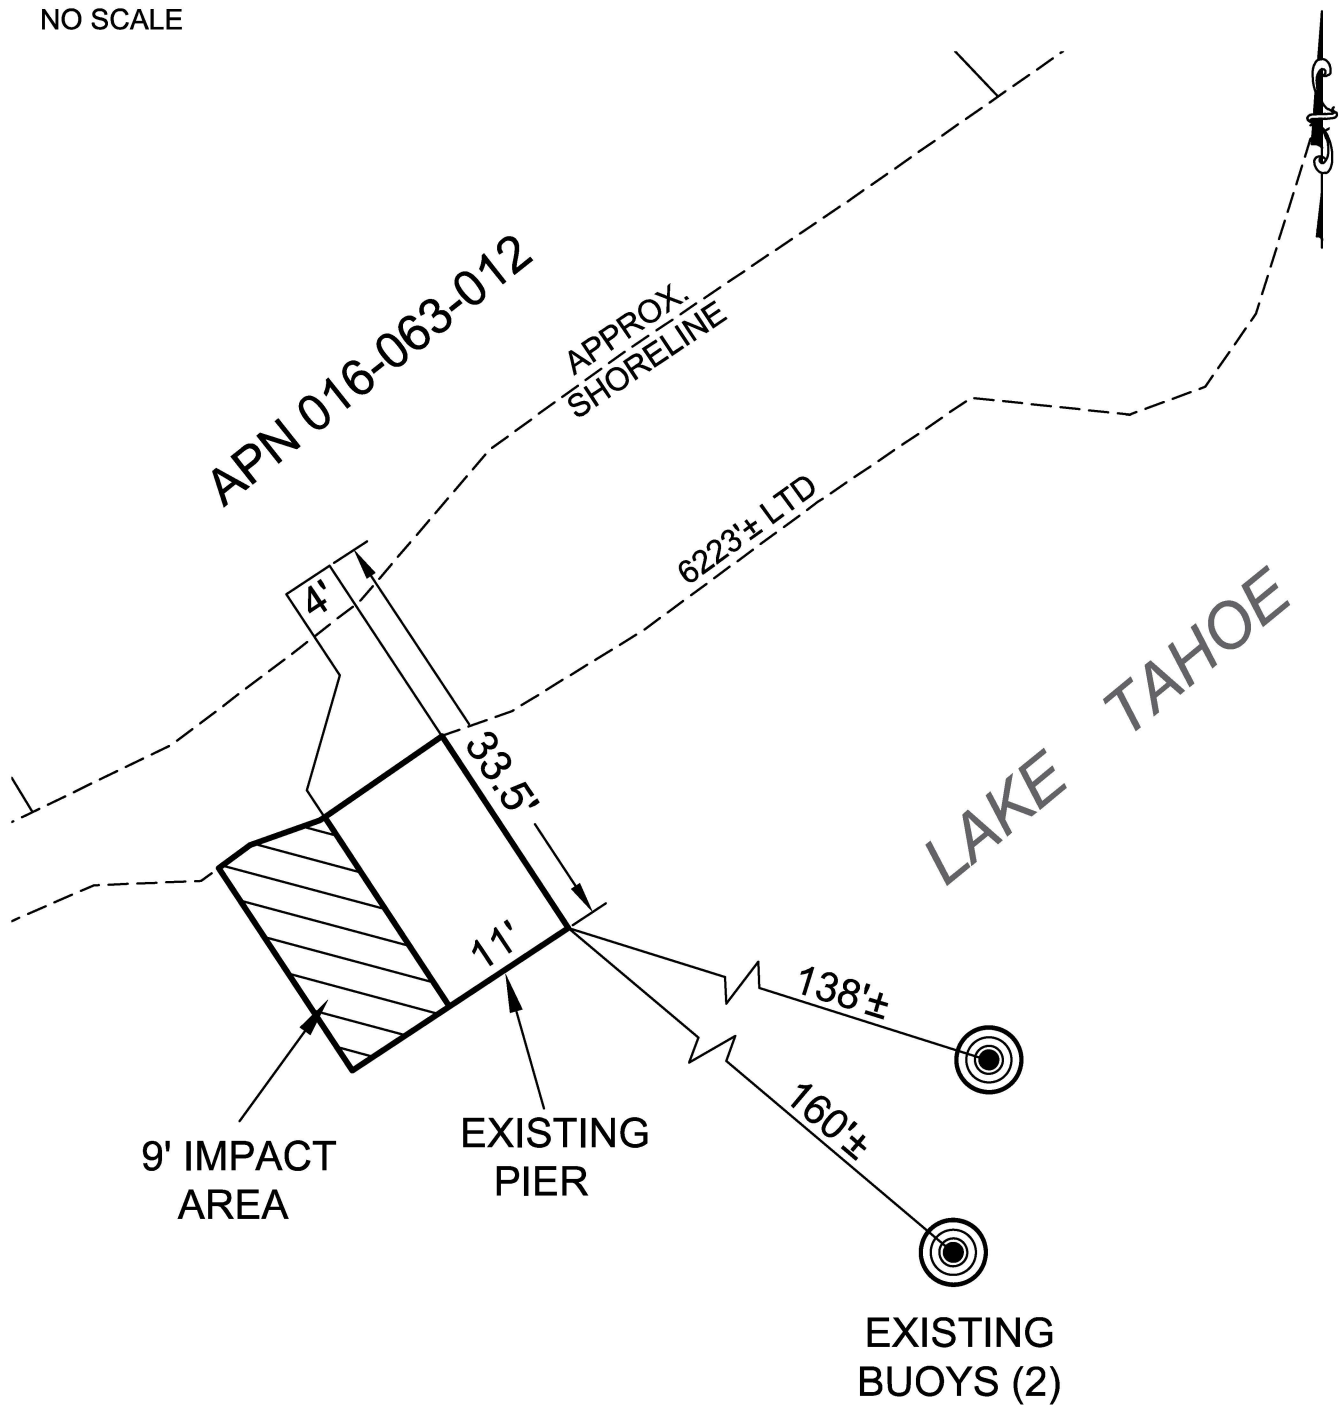 NO SCALE
APN 016-063-012
APPROX.
SHORELINE
6223'± LTD
4'
33.5'
LAKE TAHOE
11'
138'±
160'±
9' IMPACT
AREA
EXISTING
PIER
EXISTING
BUOYS (2)